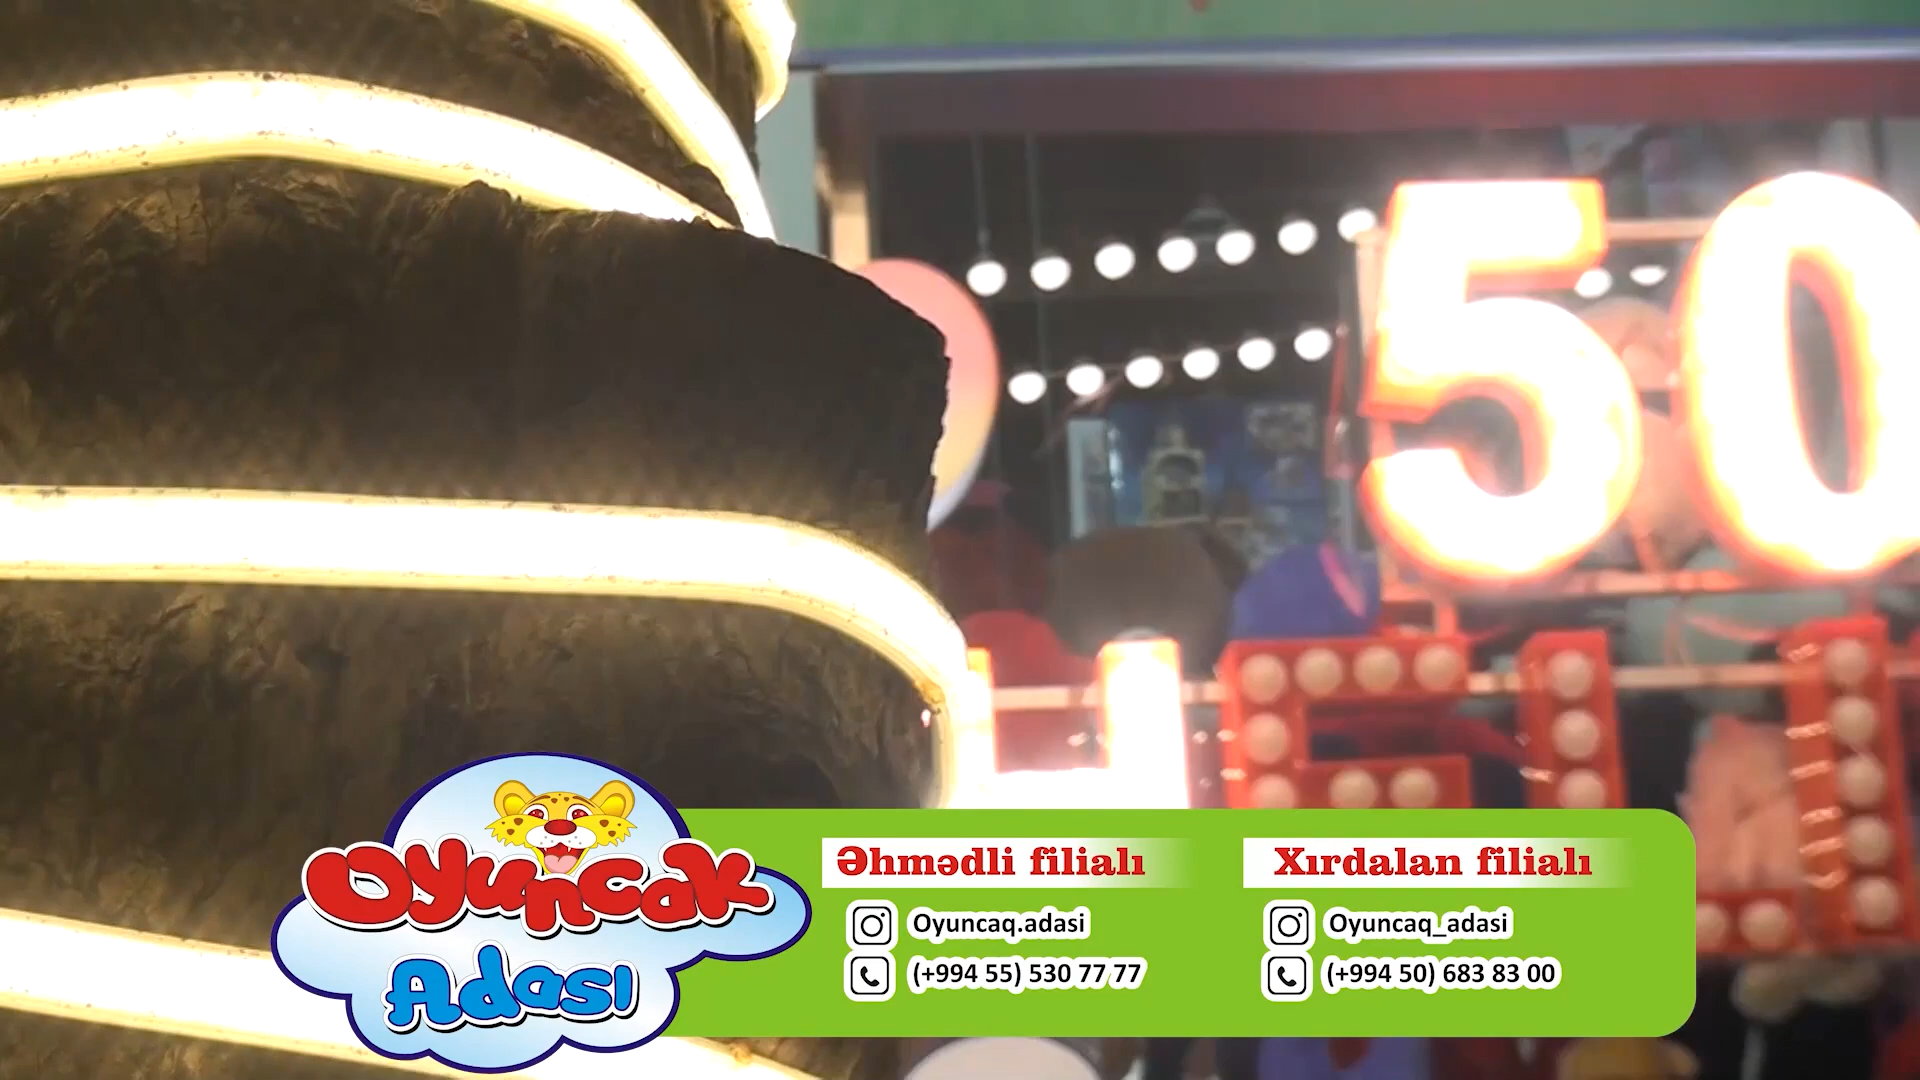 50
Oyuncak
Adası
Əhmədli filialı
Oyuncaq.adasi
(+994 55) 530 77 77
Xırdalan filialı
Oyuncaq_adasi
(+994 50) 683 83 00